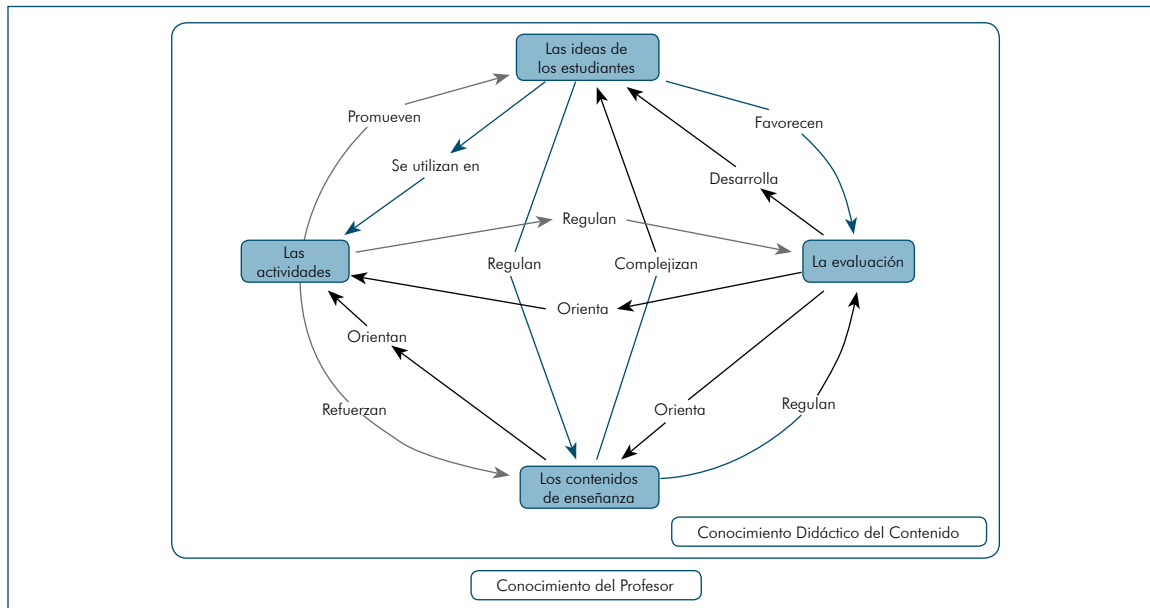 Las ideas de
los estudiantes
Promueven
Favorecen
Se utilizan en
Desarrolla
Regulan
Las
actividades
La evaluación
Regulan
Complejizan
Orienta
Orientan
Refuerzan
Orienta
Regulan
Los contenidos
de enseñanza
Conocimiento Didáctico del Contenido
Conocimiento del Profesor